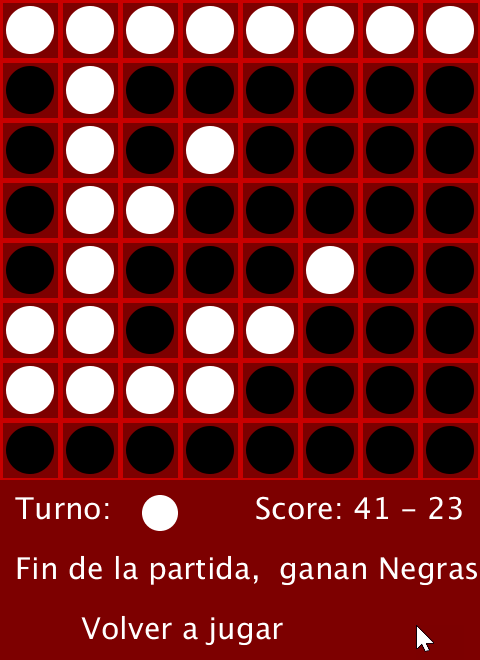 Turno: Score: 41 - 23
Fin de la partida, ganan Negras
Volver a jugar